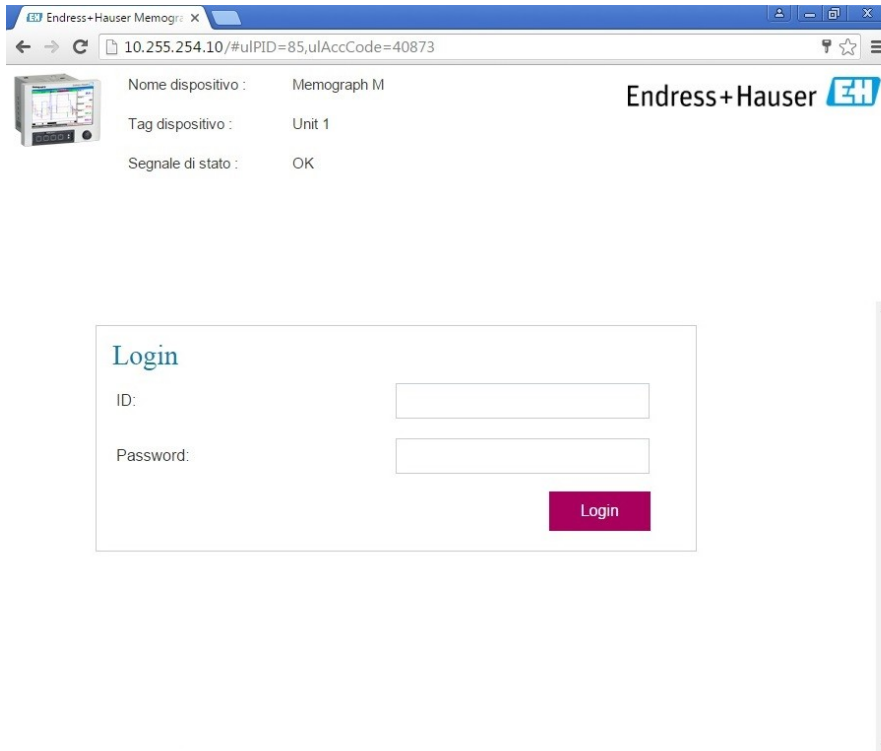 Endress+Hauser Memogra
10.255.254.10/#ulPID=85,ulAccCode=40873
Nome dispositivo : Memograph M
Endress+Hauser EH
Tag dispositivo : Unit 1
Segnale di stato : OK
Login
ID:
Password:
Login